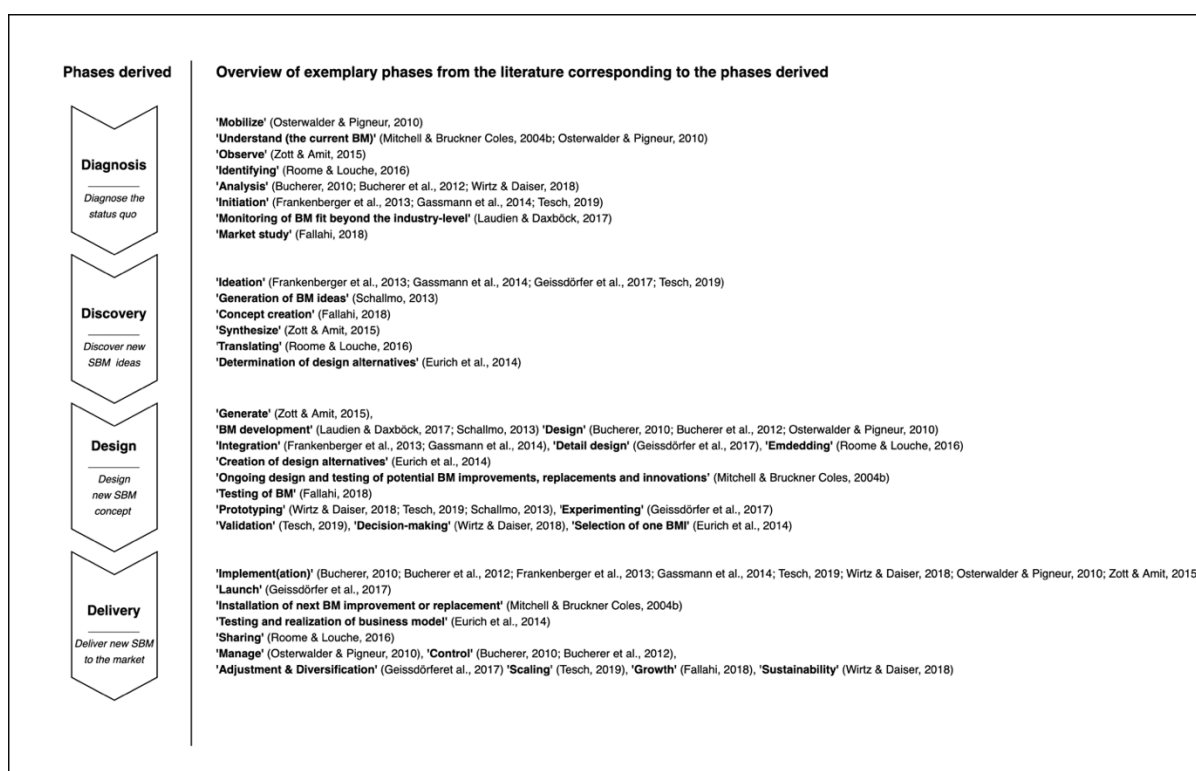 Phases derived
Overview of exemplary phases from the literature corresponding to the phases derived
Diagnosis
Diagnose the
status quo
'Mobilize' (Osterwalder & Pigneur, 2010)
'Understand (the current BM)' (Mitchell & Bruckner Coles, 2004b; Osterwalder & Pigneur, 2010)
'Observe' (Zott & Amit, 2015)
'Identifying' (Roome & Louche, 2016)
'Analysis' (Bucherer, 2010; Bucherer et al., 2012; Wirtz & Daiser, 2018)
'Initiation' (Frankenberger et al., 2013; Gassmann et al., 2014; Tesch, 2019)
'Monitoring of BM fit beyond the industry-level' (Laudien & Daxböck, 2017)
'Market study' (Fallahi, 2018)
Discovery
Discover new
SBM ideas
'Ideation' (Frankenberger et al., 2013; Gassmann et al., 2014; Geissdörfer et al., 2017; Tesch, 2019)
'Generation of BM ideas' (Schallmo, 2013)
'Concept creation' (Fallahi, 2018)
'Synthesize' (Zott & Amit, 2015)
'Translating' (Roome & Louche, 2016)
'Determination of design alternatives' (Eurich et al., 2014)
Design
Design
new SBM
concept
'Generate' (Zott & Amit, 2015),
'BM development' (Laudien & Daxböck, 2017; Schallmo, 2013) 'Design' (Bucherer, 2010; Bucherer et al., 2012; Osterwalder & Pigneur, 2010)
'Integration' (Frankenberger et al., 2013; Gassmann et al., 2014), 'Detail design' (Geissdörfer et al., 2017), 'Emdedding' (Roome & Louche, 2016)
'Creation of design alternatives' (Eurich et al., 2014)
'Ongoing design and testing of potential BM improvements, replacements and innovations' (Mitchell & Bruckner Coles, 2004b)
'Testing of BM' (Fallahi, 2018)
'Prototyping' (Wirtz & Daiser, 2018; Tesch, 2019; Schallmo, 2013), 'Experimenting' (Geissdörfer et al., 2017)
'Validation' (Tesch, 2019), 'Decision-making' (Wirtz & Daiser, 2018), 'Selection of one BMI' (Eurich et al., 2014)
Delivery
Deliver new SBM
to the market
'Implement(ation)' (Bucherer, 2010; Bucherer et al., 2012; Frankenberger et al., 2013; Gassmann et al., 2014; Tesch, 2019; Wirtz & Daiser, 2018; Osterwalder & Pigneur, 2010; Zott & Amit, 2015
'Launch' (Geissdörfer et al., 2017)
'Installation of next BM improvement or replacement' (Mitchell & Bruckner Coles, 2004b)
'Testing and realization of business model' (Eurich et al., 2014)
'Sharing' (Roome & Louche, 2016)
'Manage' (Osterwalder & Pigneur, 2010), 'Control' (Bucherer, 2010; Bucherer et al., 2012),
'Adjustment & Diversification' (Geissdörferet al., 2017) 'Scaling' (Tesch, 2019), 'Growth' (Fallahi, 2018), 'Sustainability' (Wirtz & Daiser, 2018)